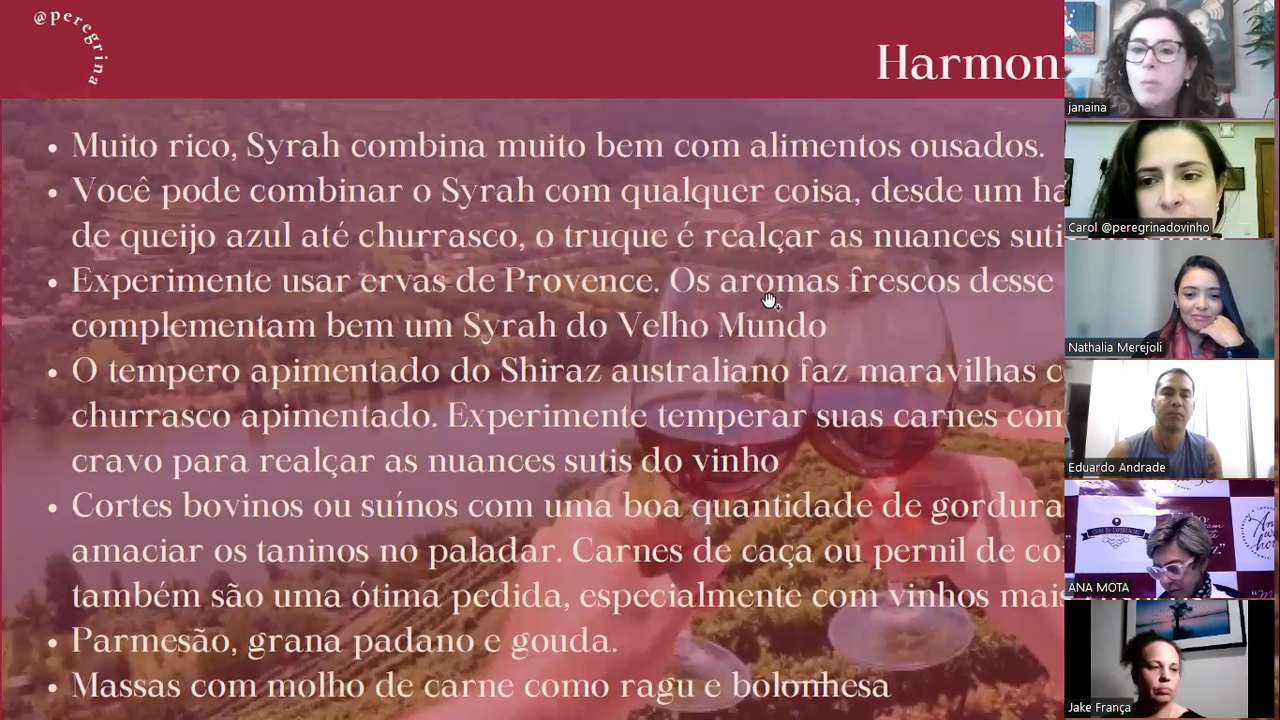 @peregrina
Harmoni
Muito rico, Syrah combina muito bem com alimentos ousados.
Você pode combinar o Syrah com qualquer coisa, desde um ha
de queijo azul até churrasco, o truque é realçar as nuances suti
Experimente usar ervas de Provence. Os aromas frescos desse
complementam bem um Syrah do Velho Mundo
O tempero apimentado do Shiraz australiano faz maravilhas c
churrasco apimentado. Experimente temperar suas carnes com
cravo para realçar as nuances sutis do vinho
Cortes bovinos ou suínos com uma boa quantidade de gordura
amaciar os taninos no paladar. Carnes de caça ou pernil de co
também são uma ótima pedida, especialmente com vinhos mais
Parmesão, grana padano e gouda.
Massas com molho de carne como ragu e bolonhesa
janaina
Carol @peregrinadovinho
Nathalia Merejoli
Eduardo Andrade
ANA MOTA
Jake França